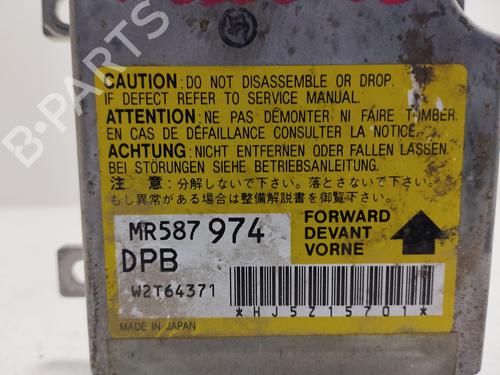 CAUTION: DO NOT DISASSEMBLE OR DROP.
IF DEFECT REFER TO SERVICE MANUAL.
ATTENTION: NE PAS DÉMONTER NI FAIRE TOMBER
EN CAS DE DÉFAILLANCE CONSULTER LA NOTICE.
ACHTUNG: NICHT ENTFERNEN ODER FALLEN LASSEN.
BEI STÖRUNGEN SIEHE BETRIEBSANLEITUNG.
注 意:分解しないで下さい。落とさないで下さい。
もし異常がある場合は整備解説書を御覧下さい。
MR587 974
DPB
W2T64371
FORWARD
DEVANT
VORNE
*HJ5Z15701*
MADE IN JAPAN
B-PARTS